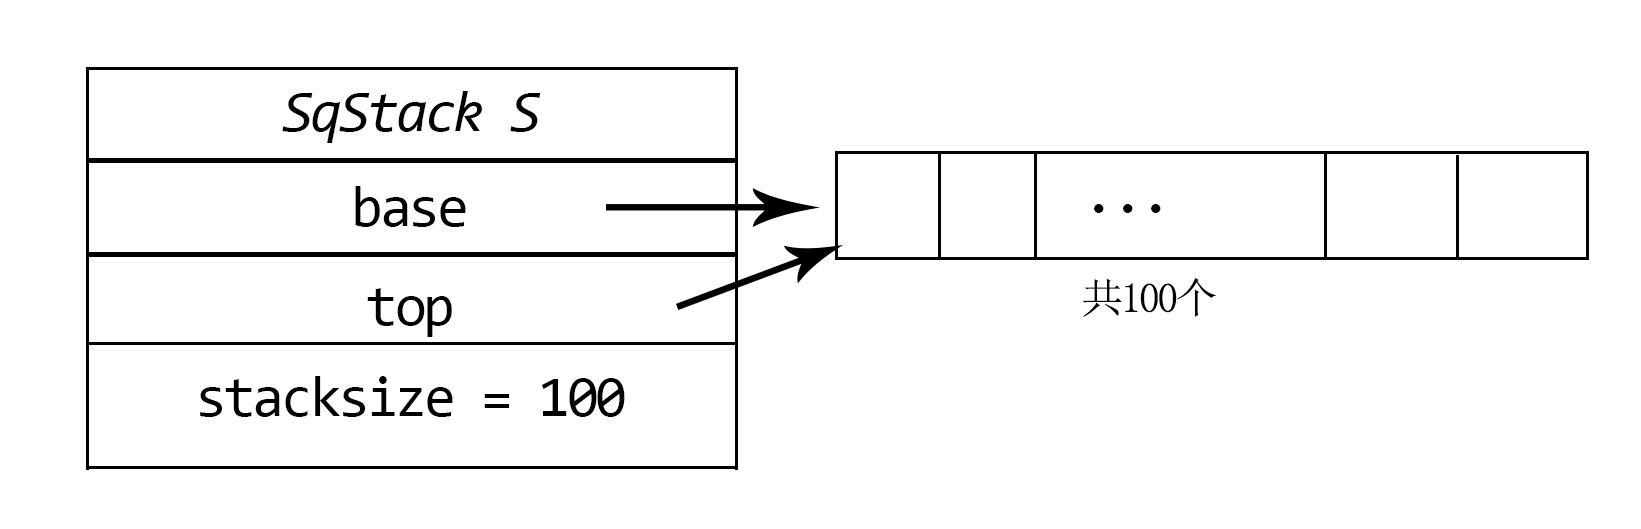 SqStack S
base
top
stacksize = 100
...
共100个